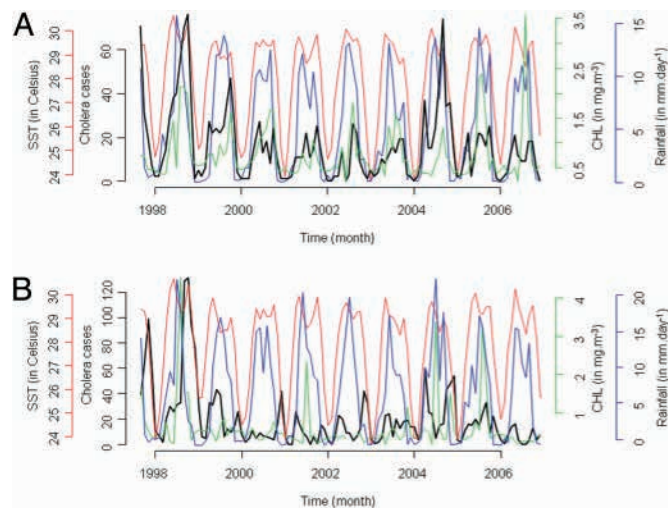 A
SST (in Celsius)
24 25 26 27 28 29 30
Cholera cases
0 20 40 60
CHL (in mg.m-3)
0.5 1.5 2.5 3.5
Rainfall (in mm.day-1)
0 5 10 15
1998 2000 2002 2004 2006
Time (month)
B
SST (in Celsius)
24 25 26 27 28 29 30
Cholera cases
0 20 40 60 80 100 120
CHL (in mg.m-3)
1 2 3 4
Rainfall (in mm.day-1)
0 5 10 15 20
1998 2000 2002 2004 2006
Time (month)